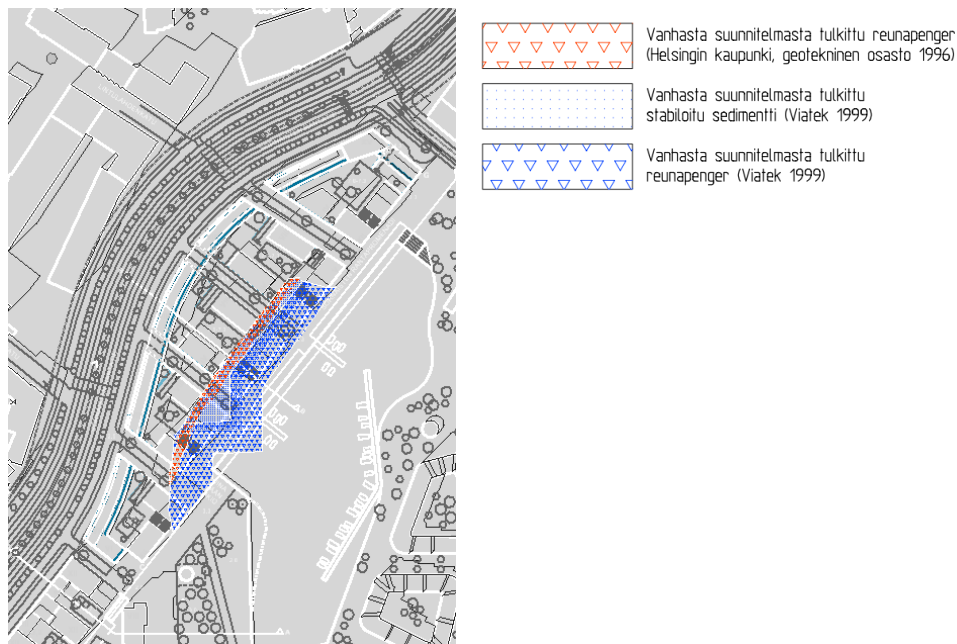 Vanhasta suunnitelmasta tulkittu reunapenger
(Helsingin kaupunki, geotekninen osasto 1996)
Vanhasta suunnitelmasta tulkittu
stabiloitu sedimentti (Viatek 1999)
Vanhasta suunnitelmasta tulkittu
reunapenger (Viatek 1999)